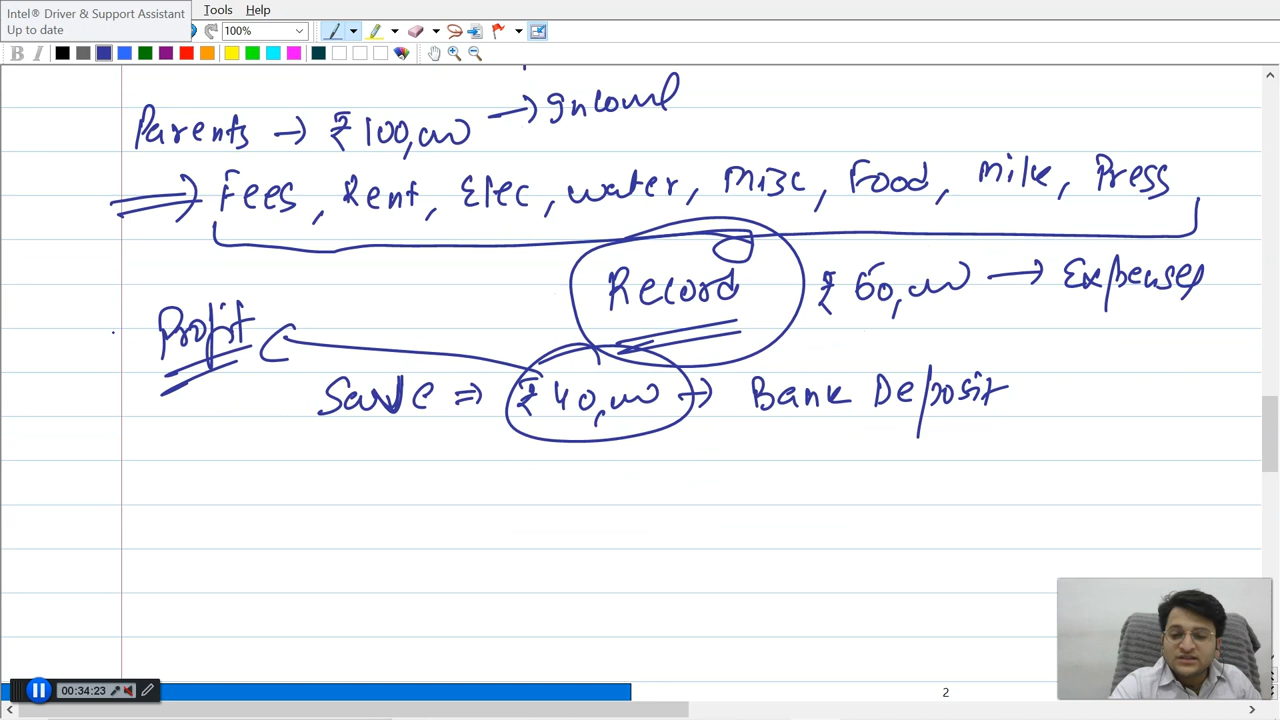 Intel® Driver & Support Assistant
Up to date
Tools Help
100%
B I
Parents → ₹ 100,000 → Income
⇒ Fees, Rent, Elec, water, Misc, Food, Milk, Press
Record ₹ 60,000 → Expenses
Profit
Save ⇒ ₹ 40,000 → Bank Deposit
00:34:23
2